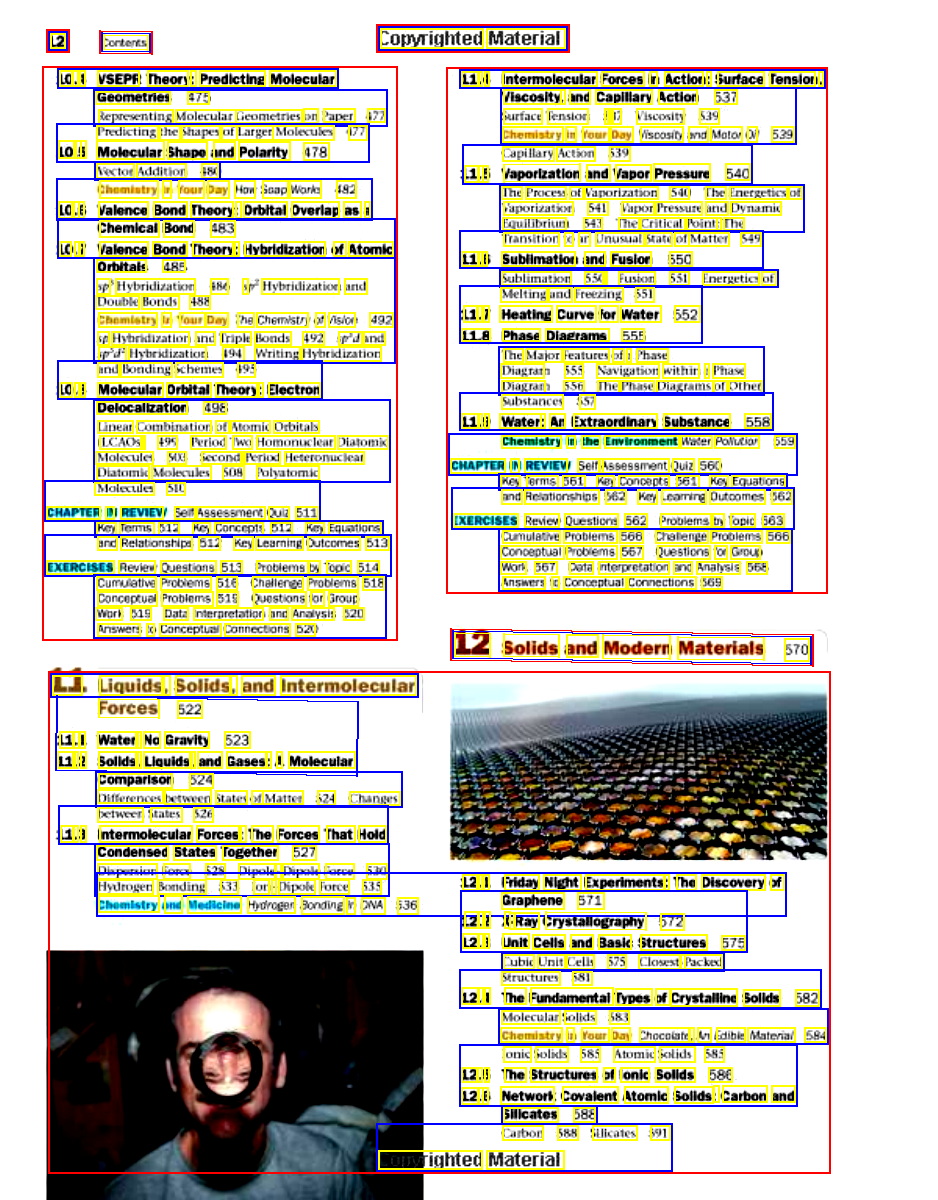 12
Contents
Copyrighted Material
10.4 VSEPR Theory: Predicting Molecular
Geometries 475
Representing Molecular Geometries on Paper 477
Predicting the Shapes of Larger Molecules 477
10.5 Molecular Shape and Polarity 478
Vector Addition 480
Chemistry in Your Day How Soap Works 482
10.6 Valence Bond Theory: Orbital Overlap as a
Chemical Bond 483
10.7 Valence Bond Theory: Hybridization of Atomic
Orbitals 485
sp³ Hybridization 486 sp² Hybridization and
Double Bonds 488
Chemistry in Your Day The Chemistry of Vision 492
sp Hybridization and Triple Bonds 492 sp³d and
sp³d² Hybridization 494 Writing Hybridization
and Bonding Schemes 495
10.8 Molecular Orbital Theory: Electron
Delocalization 498
Linear Combination of Atomic Orbitals
(LCAOs) 499 Period Two Homonuclear Diatomic
Molecules 503 Second Period Heteronuclear
Diatomic Molecules 508 Polyatomic
Molecules 510
CHAPTER IN REVIEW Self Assessment Quiz 511
Key Terms 512 Key Concepts 512 Key Equations
and Relationships 512 Key Learning Outcomes 513
EXERCISES Review Questions 513 Problems by Topic 514
Cumulative Problems 516 Challenge Problems 518
Conceptual Problems 519 Questions for Group
Work 519 Data Interpretation and Analysis 520
Answers to Conceptual Connections 520
11 Liquids, Solids, and Intermolecular
Forces 522
11.1 Water, No Gravity 523
11.2 Solids, Liquids, and Gases: A Molecular
Comparison 524
Differences between States of Matter 524 Changes
between States 526
11.3 Intermolecular Forces: The Forces That Hold
Condensed States Together 527
Dispersion Force 528 Dipole–Dipole Force 530
Hydrogen Bonding 533 Ion–Dipole Force 535
Chemistry and Medicine Hydrogen Bonding in DNA 536
11.4 Intermolecular Forces in Action: Surface Tension,
Viscosity, and Capillary Action 537
Surface Tension 537 Viscosity 539
Chemistry in Your Day Viscosity and Motor Oil 539
Capillary Action 539
11.5 Vaporization and Vapor Pressure 540
The Process of Vaporization 540 The Energetics of
Vaporization 541 Vapor Pressure and Dynamic
Equilibrium 543 The Critical Point: The
Transition to an Unusual State of Matter 549
11.6 Sublimation and Fusion 550
Sublimation 550 Fusion 551 Energetics of
Melting and Freezing 551
11.7 Heating Curve for Water 552
11.8 Phase Diagrams 555
The Major Features of a Phase
Diagram 555 Navigation within a Phase
Diagram 556 The Phase Diagrams of Other
Substances 557
11.9 Water: An Extraordinary Substance 558
Chemistry in the Environment Water Pollution 559
CHAPTER IN REVIEW Self Assessment Quiz 560
Key Terms 561 Key Concepts 561 Key Equations
and Relationships 562 Key Learning Outcomes 562
EXERCISES Review Questions 562 Problems by Topic 563
Cumulative Problems 566 Challenge Problems 566
Conceptual Problems 567 Questions for Group
Work 567 Data Interpretation and Analysis 568
Answers to Conceptual Connections 569
12 Solids and Modern Materials 570
12.1 Friday Night Experiments: The Discovery of
Graphene 571
12.2 X-Ray Crystallography 572
12.3 Unit Cells and Basic Structures 575
Cubic Unit Cells 575 Closest-Packed
Structures 581
12.4 The Fundamental Types of Crystalline Solids 582
Molecular Solids 583
Chemistry in Your Day Chocolate, An Edible Material 584
Ionic Solids 585 Atomic Solids 585
12.5 The Structures of Ionic Solids 586
12.6 Network Covalent Atomic Solids: Carbon and
Silicates 588
Carbon 588 Silicates 591
Copyrighted Material